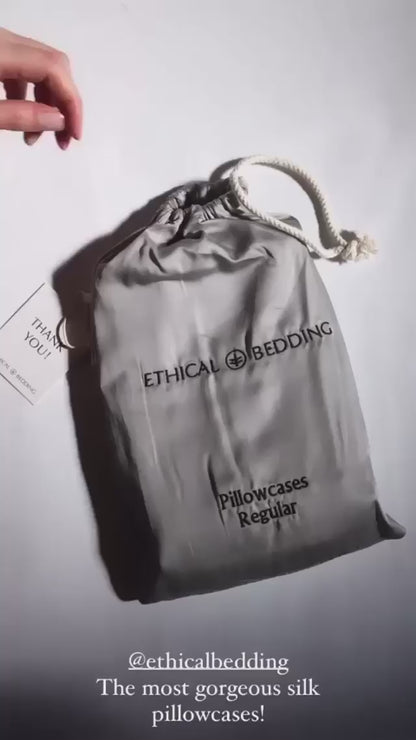 THANK
YOU!
ETHICAL BEDDING
Pillowcases
Regular
@ethicalbedding
The most gorgeous silk
pillowcases!